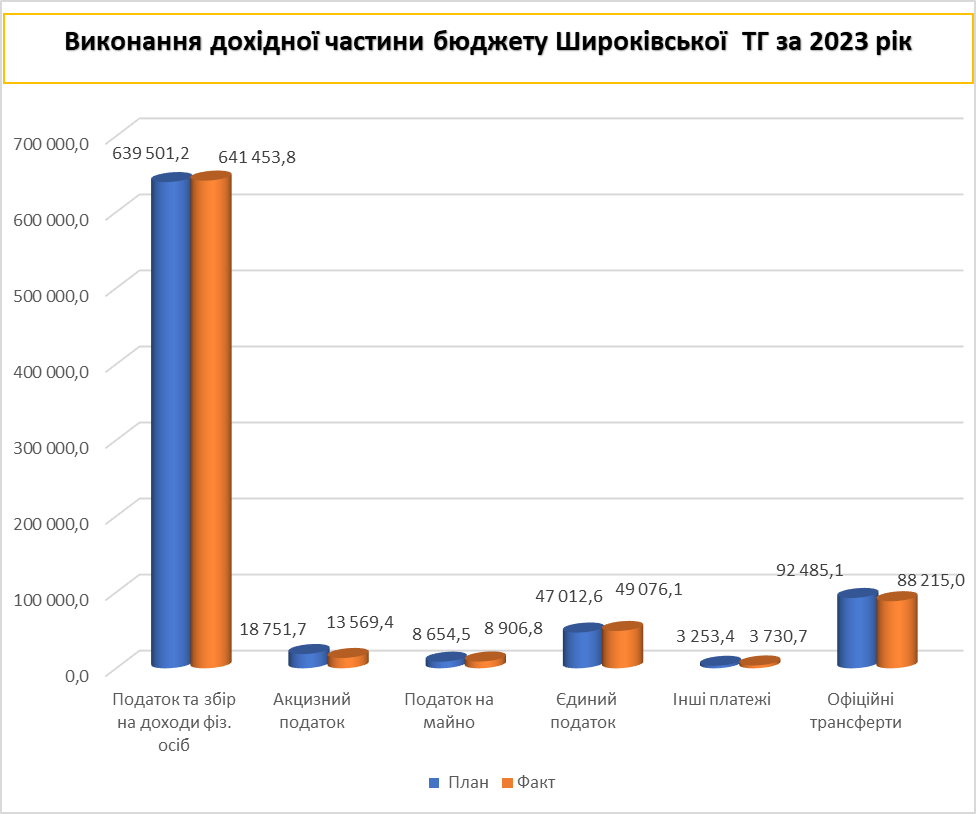 Виконання дохідної частини бюджету Широківської ТГ за 2023 рік
700 000,0
600 000,0
500 000,0
400 000,0
300 000,0
200 000,0
100 000,0
0,0
639 501,2
641 453,8
18 751,7
13 569,4
8 654,5
8 906,8
47 012,6
49 076,1
3 253,4
3 730,7
92 485,1
88 215,0
Податок та збір
на доходи фіз.
осіб
Акцизний
податок
Податок на
майно
Єдиний
податок
Інші платежі
Офіційні
трансферти
План
Факт